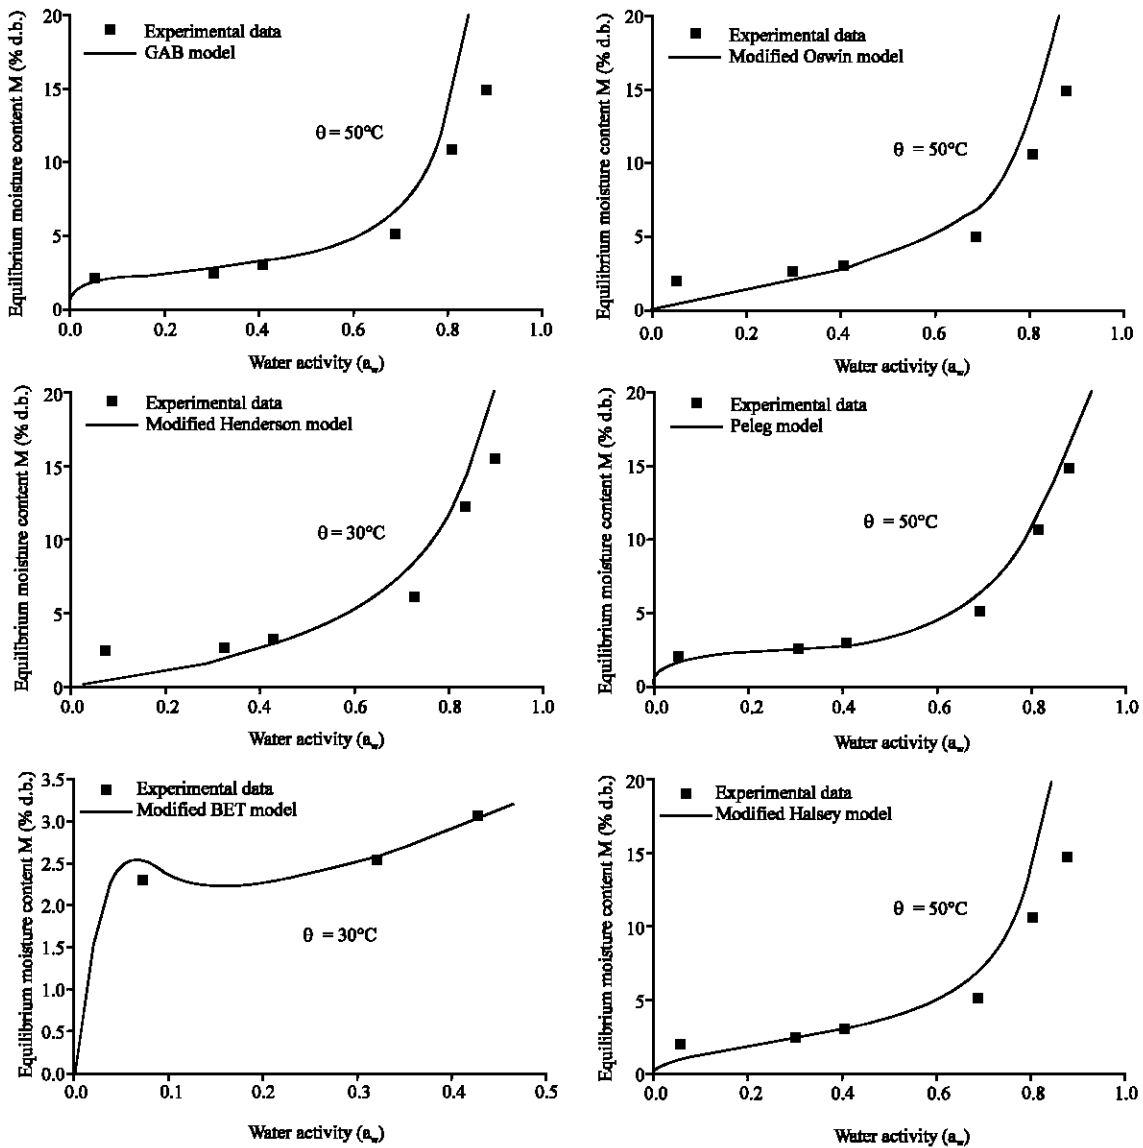 Equilibrium moisture content M (% d.b.)
20
15
10
5
0
Experimental data
GAB model
θ = 50°C
0.0 0.2 0.4 0.6 0.8 1.0
Water activity (a_w)
Equilibrium moisture content M (% d.b.)
20
15
10
5
0
Experimental data
Modified Oswin model
θ = 50°C
0.0 0.2 0.4 0.6 0.8 1.0
Water activity (a_w)
Equilibrium moisture content M (% d.b.)
20
15
10
5
0
Experimental data
Modified Henderson model
θ = 30°C
0.0 0.2 0.4 0.6 0.8 1.0
Water activity (a_w)
Equilibrium moisture content M (% d.b.)
20
15
10
5
0
Experimental data
Peleg model
θ = 50°C
0.0 0.2 0.4 0.6 0.8 1.0
Water activity (a_w)
Equilibrium moisture content M (% d.b.)
3.5
3.0
2.5
2.0
1.5
1.0
0.5
0.0
Experimental data
Modified BET model
θ = 30°C
0.0 0.1 0.2 0.3 0.4 0.5
Water activity (a_w)
Equilibrium moisture content M (% d.b.)
20
15
10
5
0
Experimental data
Modified Halsey model
θ = 50°C
0.0 0.2 0.4 0.6 0.8 1.0
Water activity (a_w)